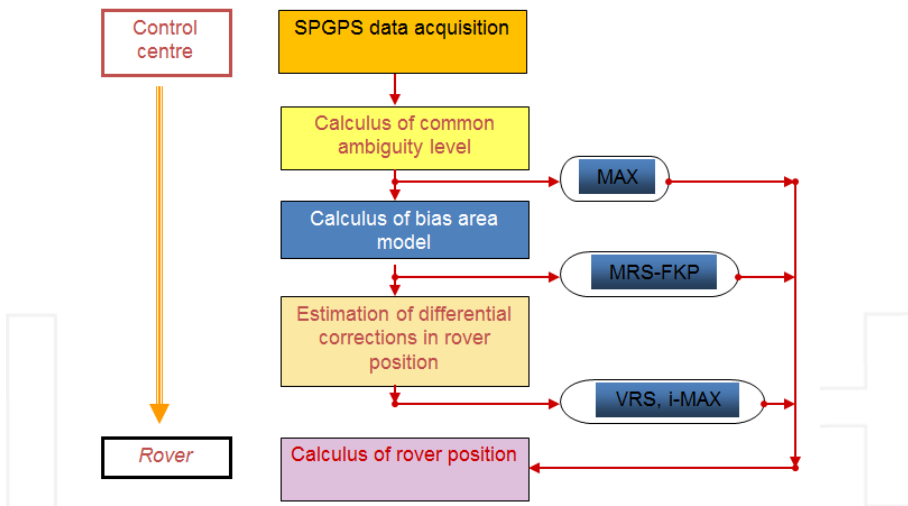 Control
centre
SPGPS data acquisition
Calculus of common
ambiguity level
MAX
Calculus of bias area
model
MRS-FKP
Estimation of differential
corrections in rover
position
VRS, i-MAX
Rover
Calculus of rover position